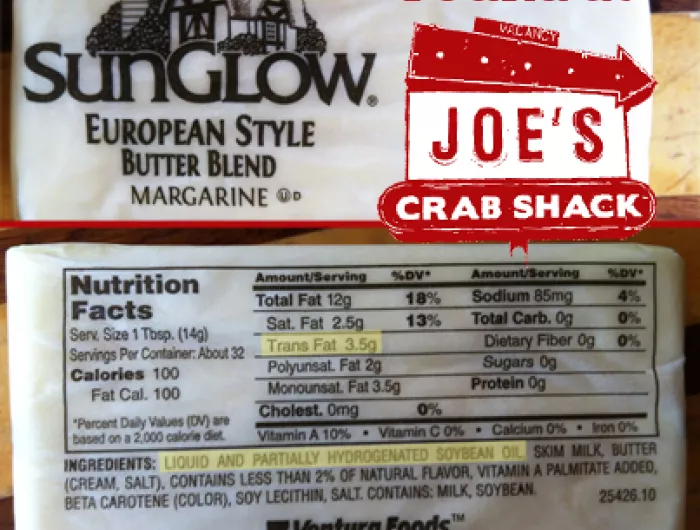 SUNGLOW®
EUROPEAN STYLE
BUTTER BLEND
MARGARINE Ⓤ D
VACANCY
JOE'S
CRAB SHACK
Nutrition
Facts
Serv. Size 1 Tbsp. (14g)
Servings Per Container: About 32
Calories 100
Fat Cal. 100
*Percent Daily Values (DV) are
based on a 2,000 calorie diet.
Amount/Serving %DV*
Total Fat 12g 18%
Sat. Fat 2.5g 13%
Trans Fat 3.5g
Polyunsat. Fat 2g
Monounsat. Fat 3.5g
Cholest. 0mg 0%
Amount/Serving %DV*
Sodium 85mg 4%
Total Carb. 0g 0%
Dietary Fiber 0g 0%
Sugars 0g
Protein 0g
Vitamin A 10% • Vitamin C 0% • Calcium 0% • Iron 0%
INGREDIENTS: LIQUID AND PARTIALLY HYDROGENATED SOYBEAN OIL, SKIM MILK, BUTTER
(CREAM, SALT). CONTAINS LESS THAN 2% OF NATURAL FLAVOR, VITAMIN A PALMITATE ADDED,
BETA CAROTENE (COLOR), SOY LECITHIN, SALT. CONTAINS: MILK, SOYBEAN.
25426.10
Ventura Foods™